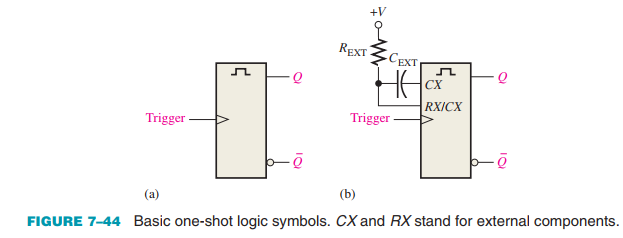 +V
REXT
CEXT
Q
CX
Q
RX/CX
Trigger
Trigger
Q̅
Q̅
(a)
(b)
FIGURE 7–44 Basic one-shot logic symbols. CX and RX stand for external components.